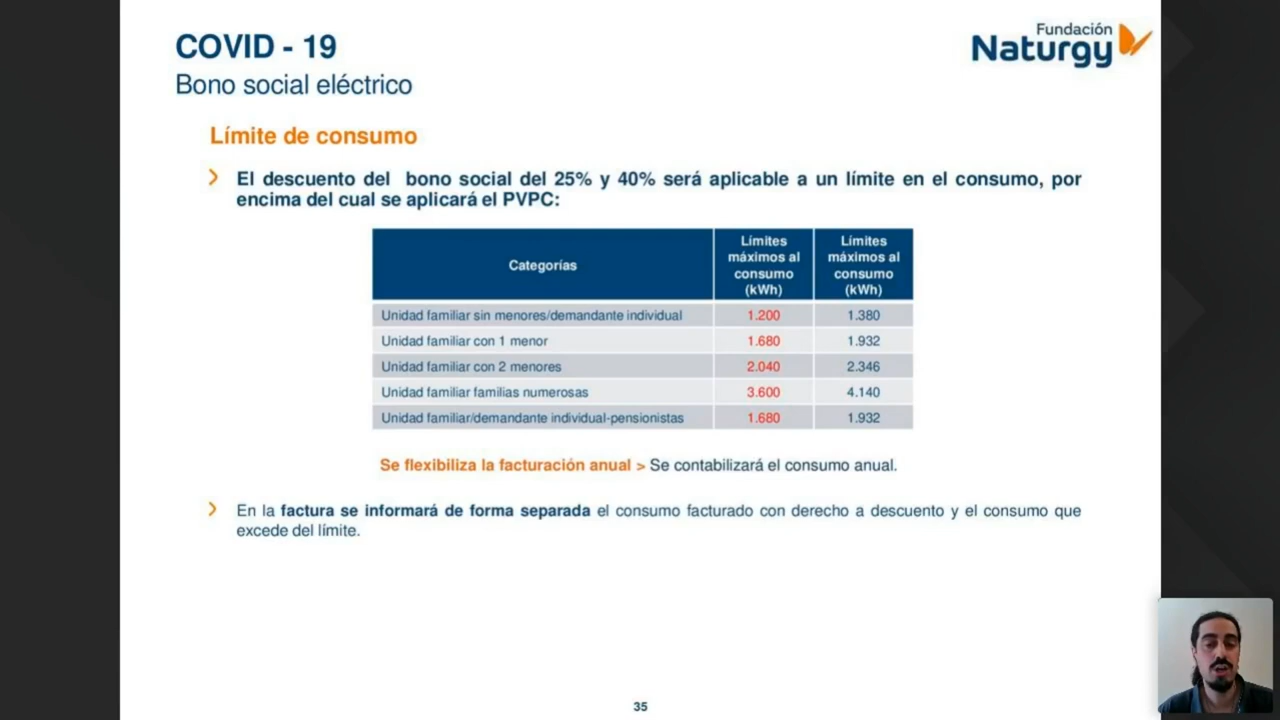 COVID - 19
Bono social eléctrico
Fundación
Naturgy
Límite de consumo
El descuento del bono social del 25% y 40% será aplicable a un límite en el consumo, por
encima del cual se aplicará el PVPC:
Categorías
Límites
máximos al
consumo
(kWh)
Límites
máximos al
consumo
(kWh)
Unidad familiar sin menores/demandante individual 1.200 1.380
Unidad familiar con 1 menor 1.680 1.932
Unidad familiar con 2 menores 2.040 2.346
Unidad familiar familias numerosas 3.600 4.140
Unidad familiar/demandante individual-pensionistas 1.680 1.932
Se flexibiliza la facturación anual > Se contabilizará el consumo anual.
En la factura se informará de forma separada el consumo facturado con derecho a descuento y el consumo que
excede del límite.
35